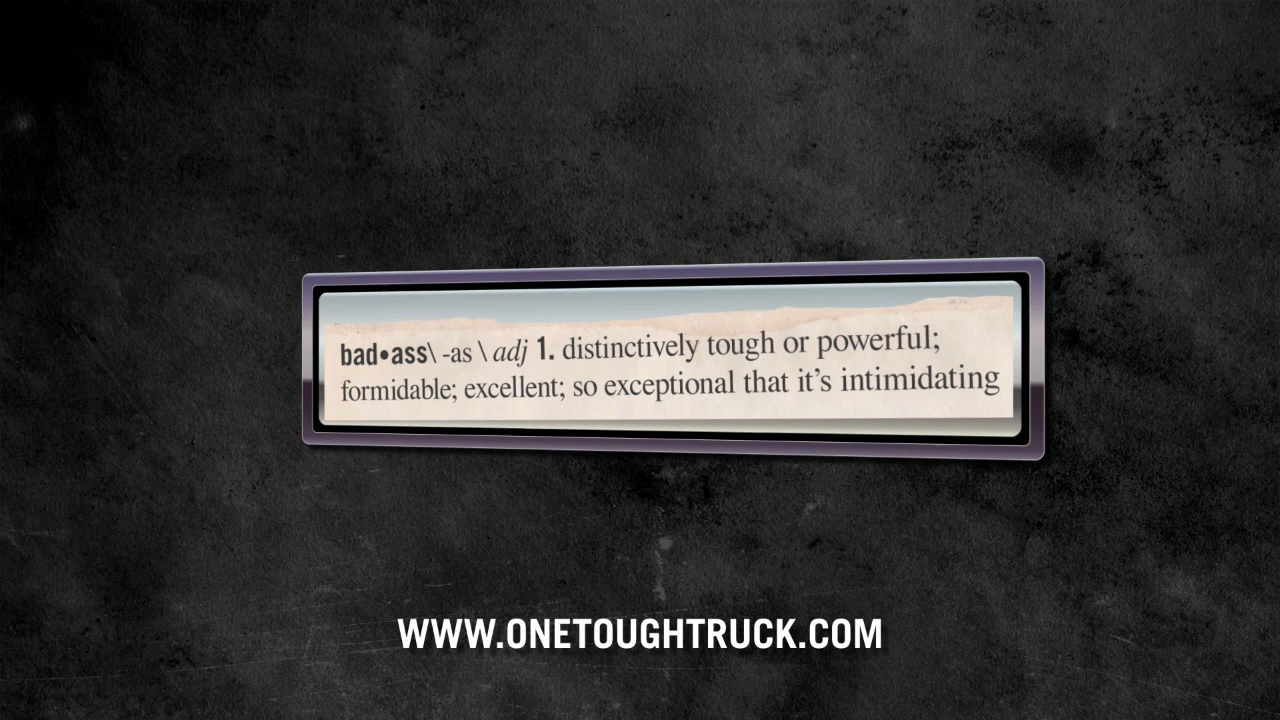 bad•ass\ -as \ adj 1. distinctively tough or powerful;
formidable; excellent; so exceptional that it's intimidating
WWW.ONETOUGHTRUCK.COM